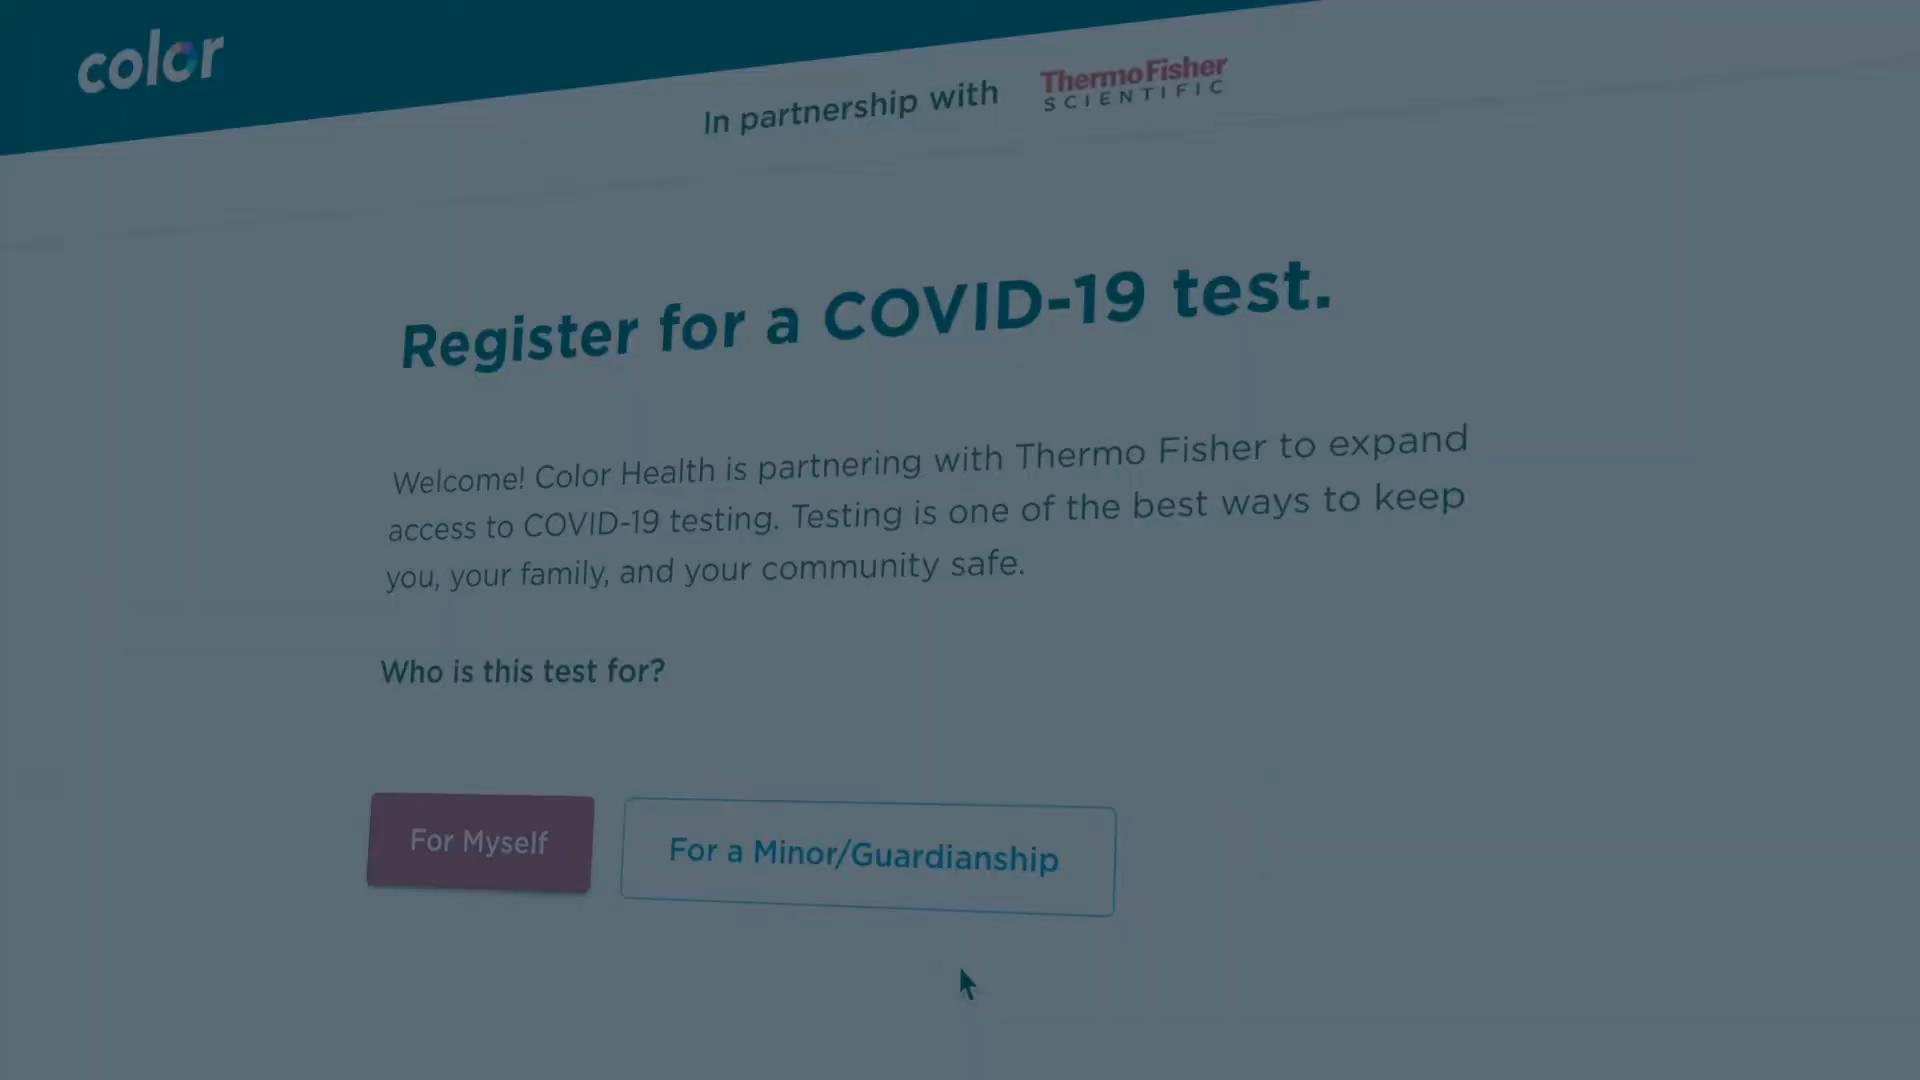 color
In partnership with
ThermoFisher
SCIENTIFIC
Register for a COVID-19 test.
Welcome! Color Health is partnering with Thermo Fisher to expand
access to COVID-19 testing. Testing is one of the best ways to keep
you, your family, and your community safe.
Who is this test for?
For Myself
For a Minor/Guardianship